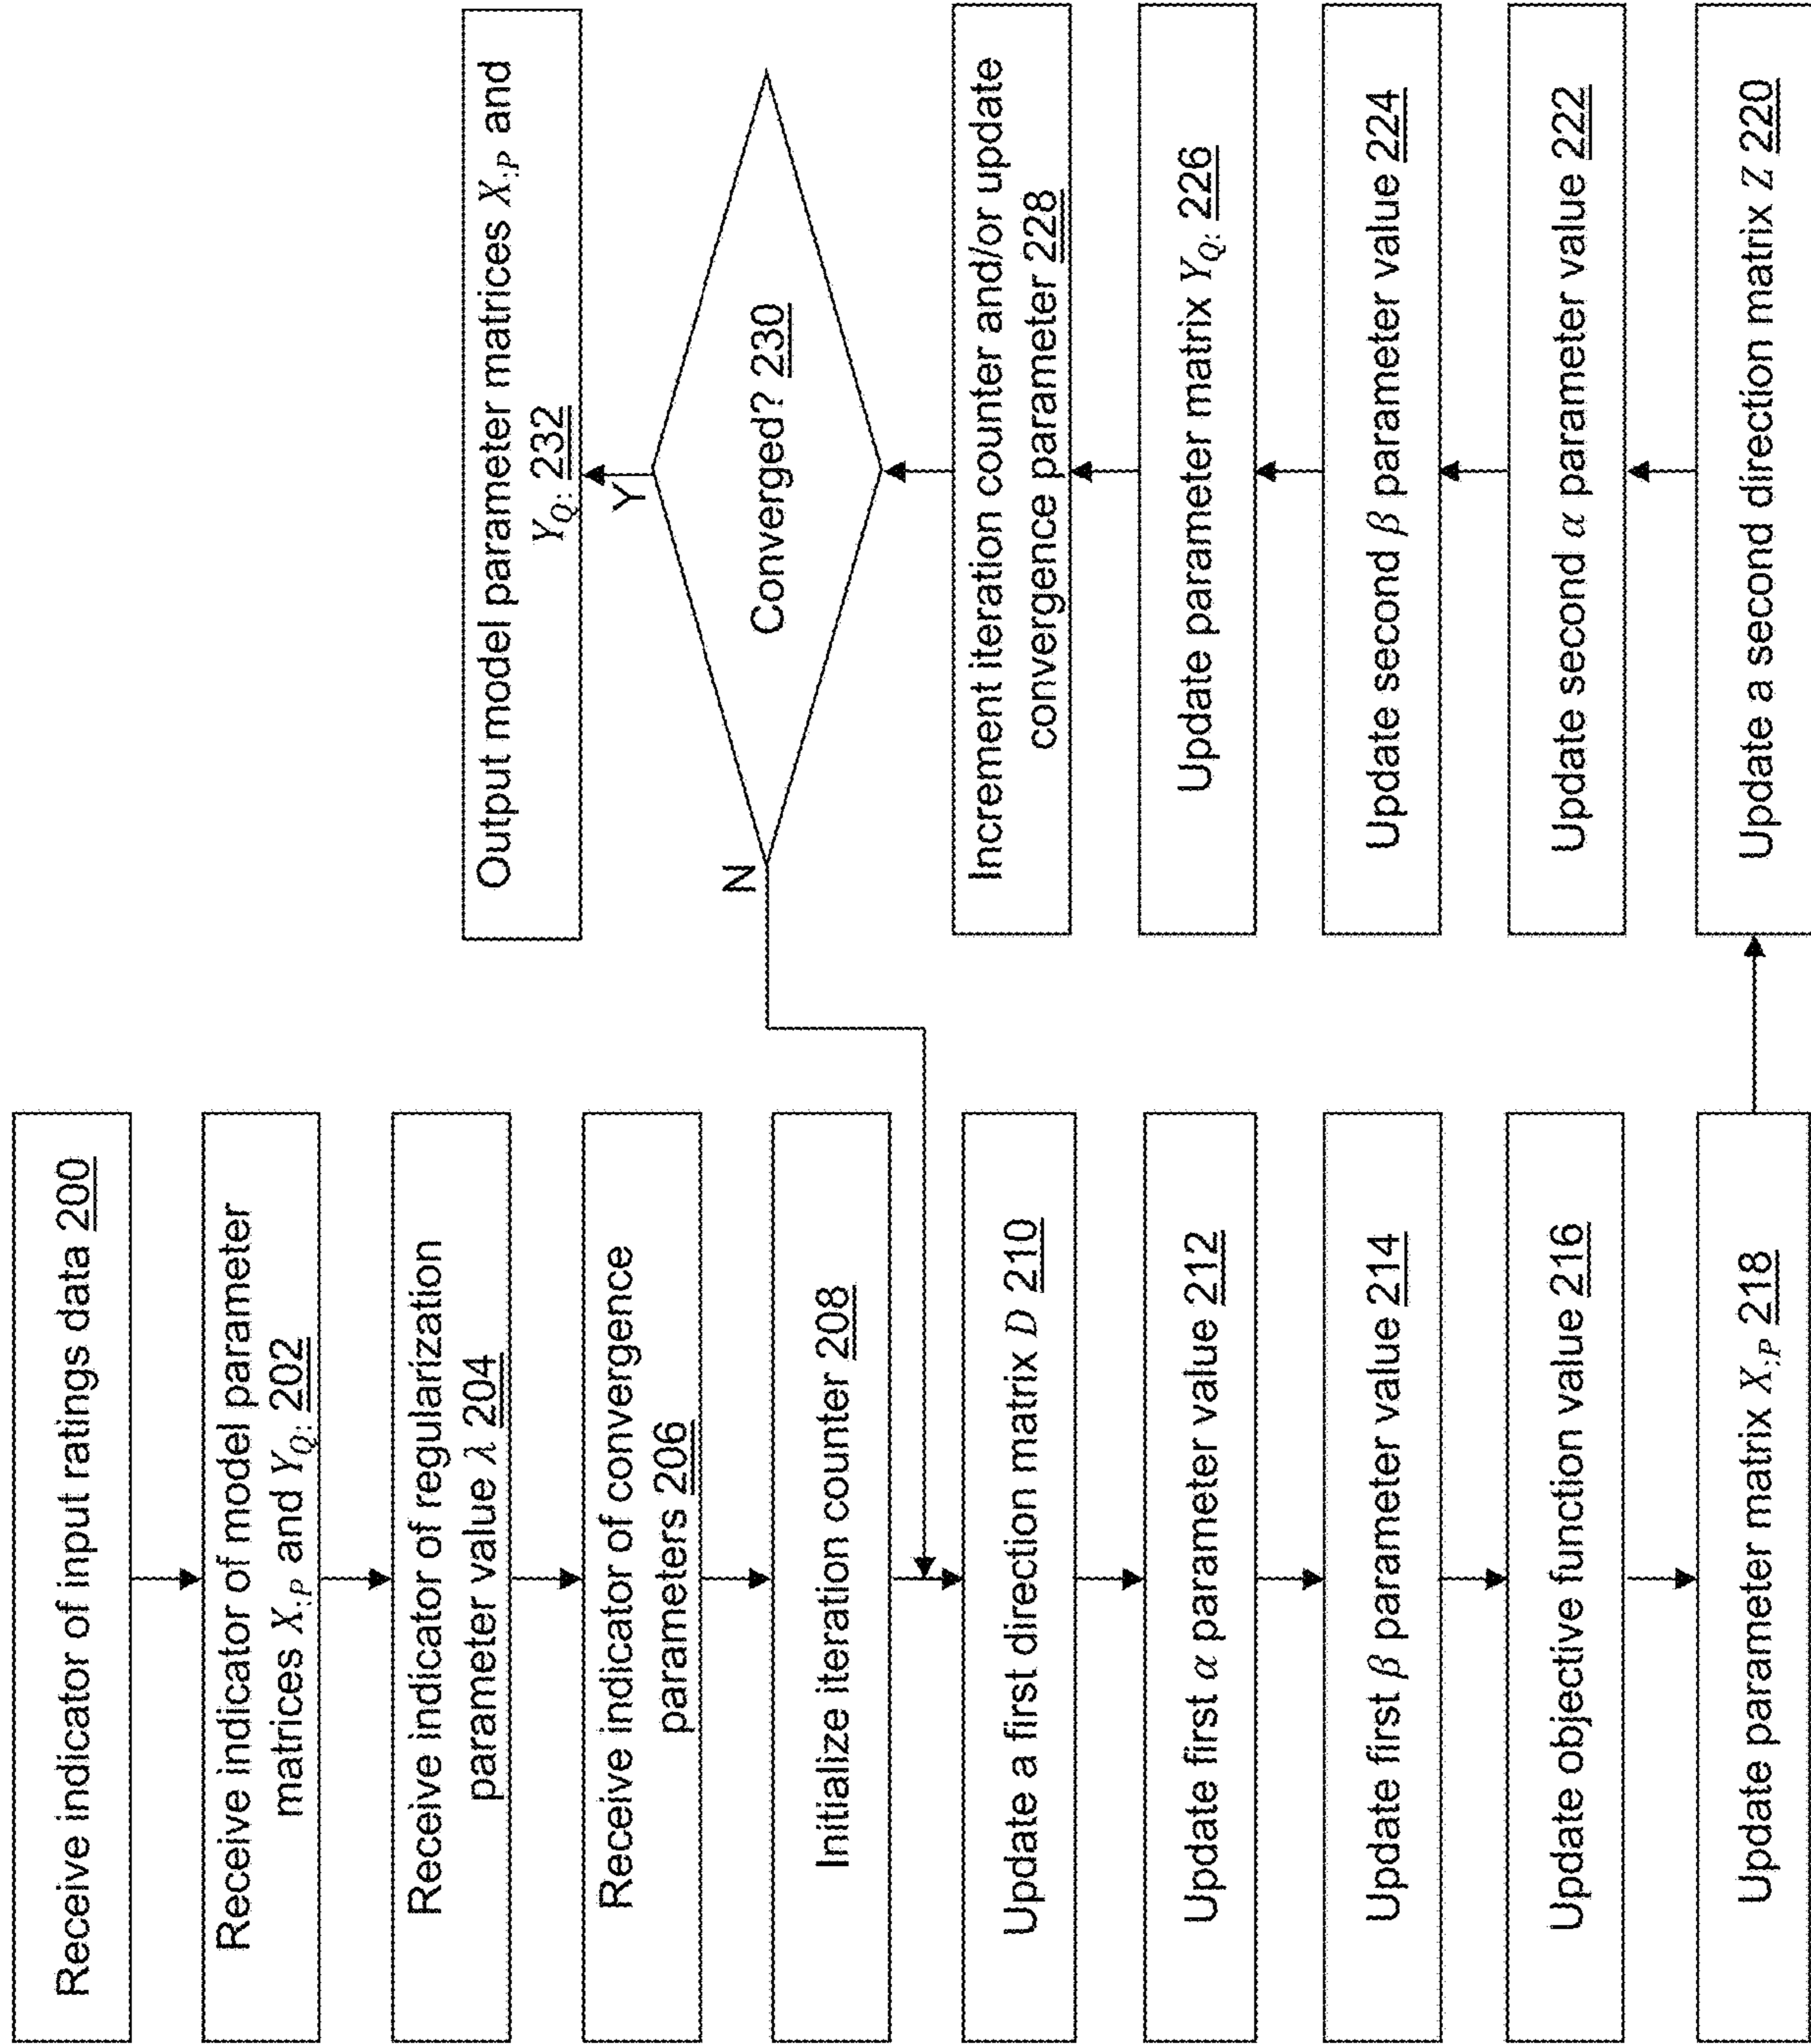 Receive indicator of input ratings data 200
Receive indicator of model parameter
matrices X:P and YQ: 202
Receive indicator of regularization
parameter value λ 204
Receive indicator of convergence
parameters 206
Initialize iteration counter 208
Update a first direction matrix D 210
Update first α parameter value 212
Update first β parameter value 214
Update objective function value 216
Update parameter matrix X:P 218
Update a second direction matrix Z 220
Update second α parameter value 222
Update second β parameter value 224
Update parameter matrix YQ: 226
Increment iteration counter and/or update
convergence parameter 228
Converged? 230
N
Y
Output model parameter matrices X:P and
YQ: 232